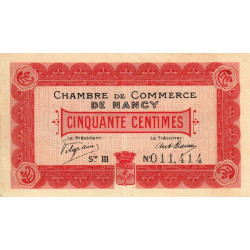 CHAMBRE DE COMMERCE
DE NANCY
CINQUANTE CENTIMES
Le Président: Le Trésorier:
Sie III No 011,414